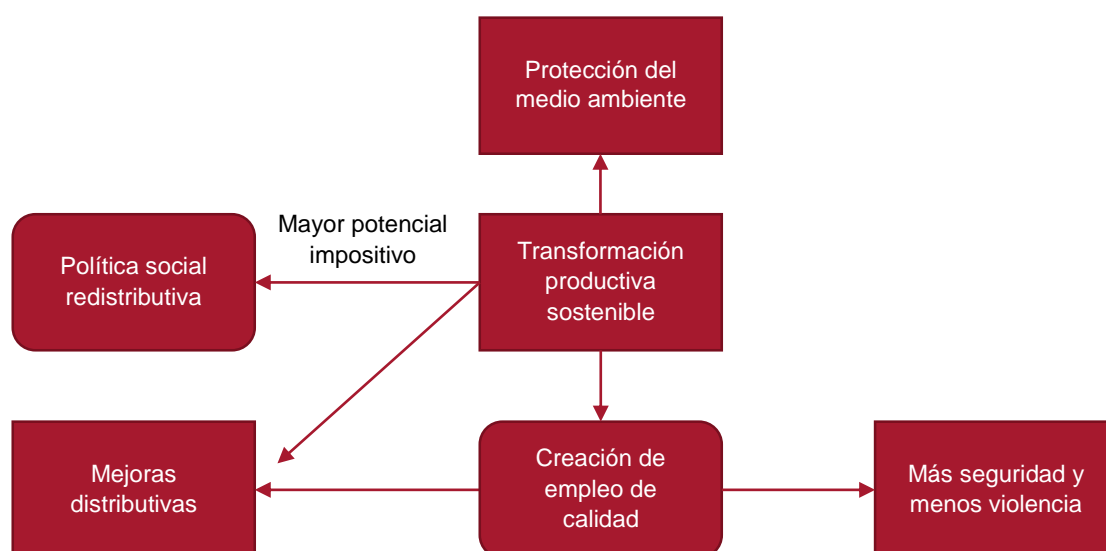 Protección del
medio ambiente
Mayor potencial
impositivo
Política social
redistributiva
Transformación
productiva
sostenible
Mejoras
distributivas
Creación de
empleo de
calidad
Más seguridad y
menos violencia